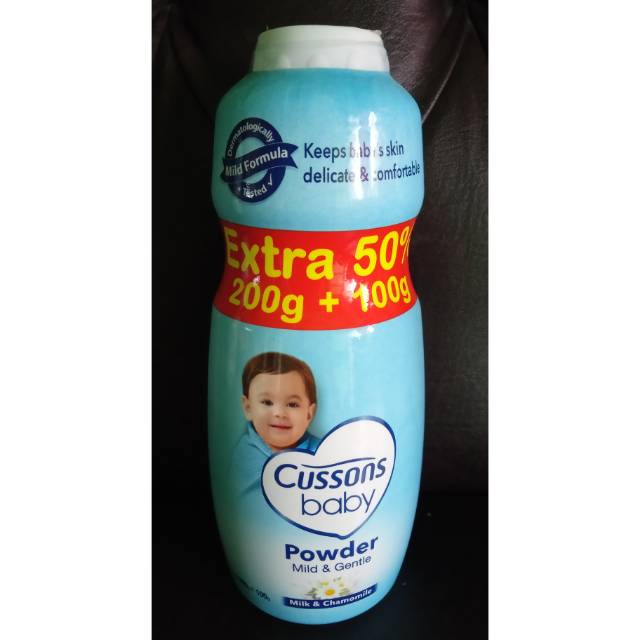 Dermatologically
Mild Formula
Tested
Keeps baby's skin
delicate & comfortable
Extra 50%
200g + 100g
Cussons
baby
Powder
Mild & Gentle
Milk & Chamomile